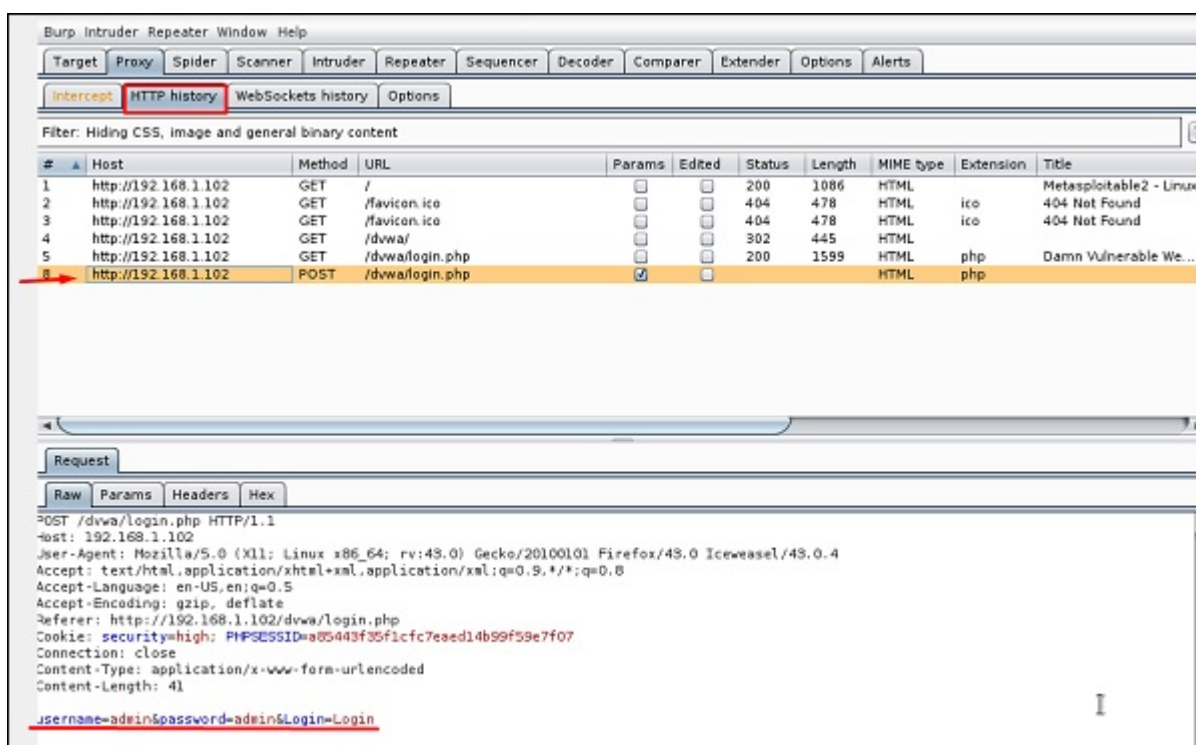 Burp Intruder Repeater Window Help
Target Proxy Spider Scanner Intruder Repeater Sequencer Decoder Comparer Extender Options Alerts
Intercept HTTP history WebSockets history Options
Filter: Hiding CSS, image and general binary content
# Host Method URL Params Edited Status Length MIME type Extension Title
1 http://192.168.1.102 GET / 200 1086 HTML Metasploitable2 - Linux
2 http://192.168.1.102 GET /favicon.ico 404 478 HTML ico 404 Not Found
3 http://192.168.1.102 GET /favicon.ico 404 478 HTML ico 404 Not Found
4 http://192.168.1.102 GET /dvwa/ 302 445 HTML
5 http://192.168.1.102 GET /dvwa/login.php 200 1599 HTML php Damn Vulnerable We...
8 http://192.168.1.102 POST /dvwa/login.php HTML php
Request
Raw Params Headers Hex
POST /dvwa/login.php HTTP/1.1
Host: 192.168.1.102
User-Agent: Mozilla/5.0 (X11; Linux x86_64; rv:43.0) Gecko/20100101 Firefox/43.0 Iceweasel/43.0.4
Accept: text/html,application/xhtml+xml,application/xml;q=0.9,*/*;q=0.8
Accept-Language: en-US,en;q=0.5
Accept-Encoding: gzip, deflate
Referer: http://192.168.1.102/dvwa/login.php
Cookie: security=high; PHPSESSID=a85443f35f1cfc7eaed14b99f59e7f07
Connection: close
Content-Type: application/x-www-form-urlencoded
Content-Length: 41
username=admin&password=admin&Login=Login